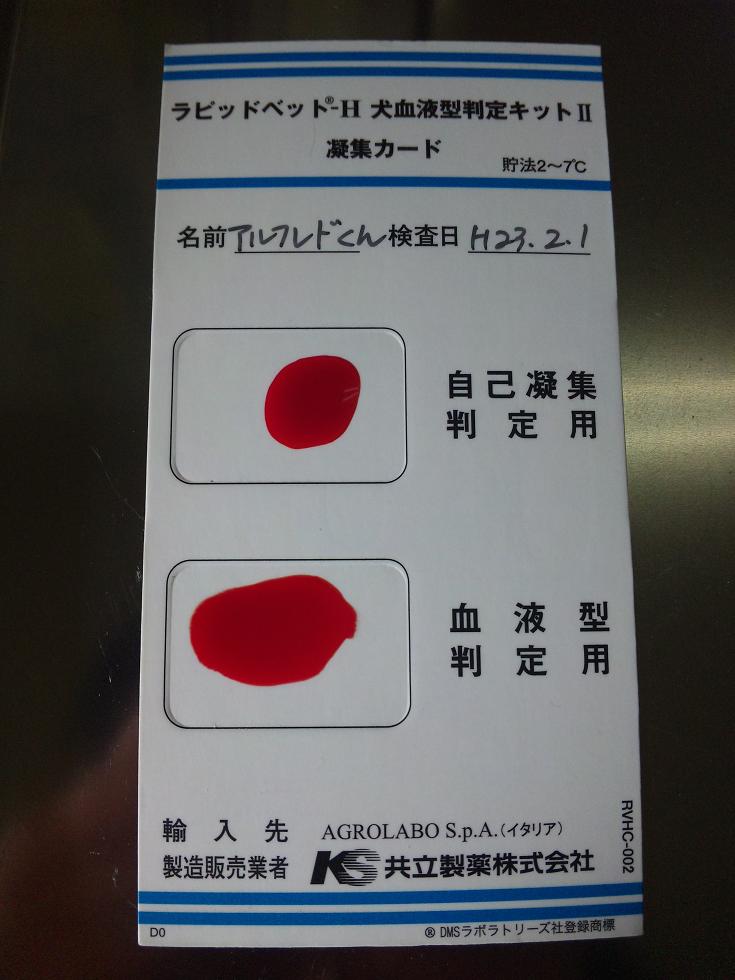 ラピッドベット®-H 犬血液型判定キットⅡ
凝集カード
貯法2~7℃
名前 アルフレドくん 検査日 H23.2.1
自己凝集
判定用
血液型
判定用
輸入先 AGROLABO S.p.A.(イタリア)
製造販売業者 KS 共立製薬株式会社
RVHC-002
D0
® DMSラボラトリーズ社登録商標